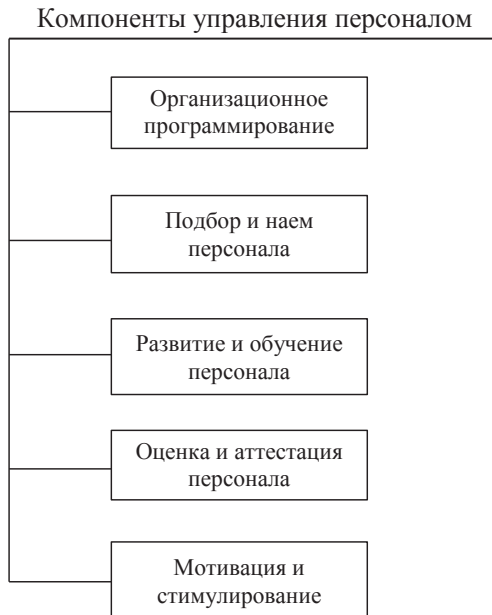 Компоненты управления персоналом
Организационное
программирование
Подбор и наем
персонала
Развитие и обучение
персонала
Оценка и аттестация
персонала
Мотивация и
стимулирование